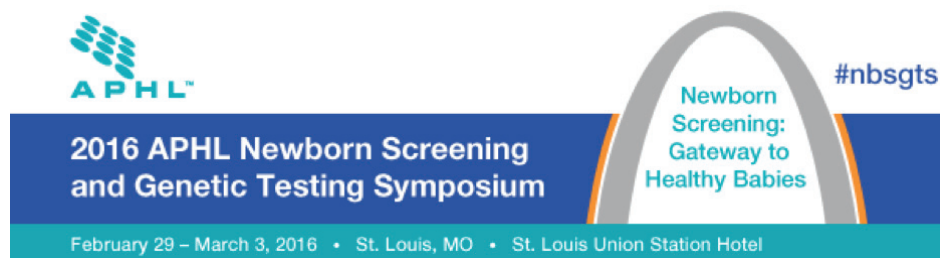 APHL™
#nbsgts
2016 APHL Newborn Screening
and Genetic Testing Symposium
Newborn
Screening:
Gateway to
Healthy Babies
February 29 – March 3, 2016 • St. Louis, MO • St. Louis Union Station Hotel